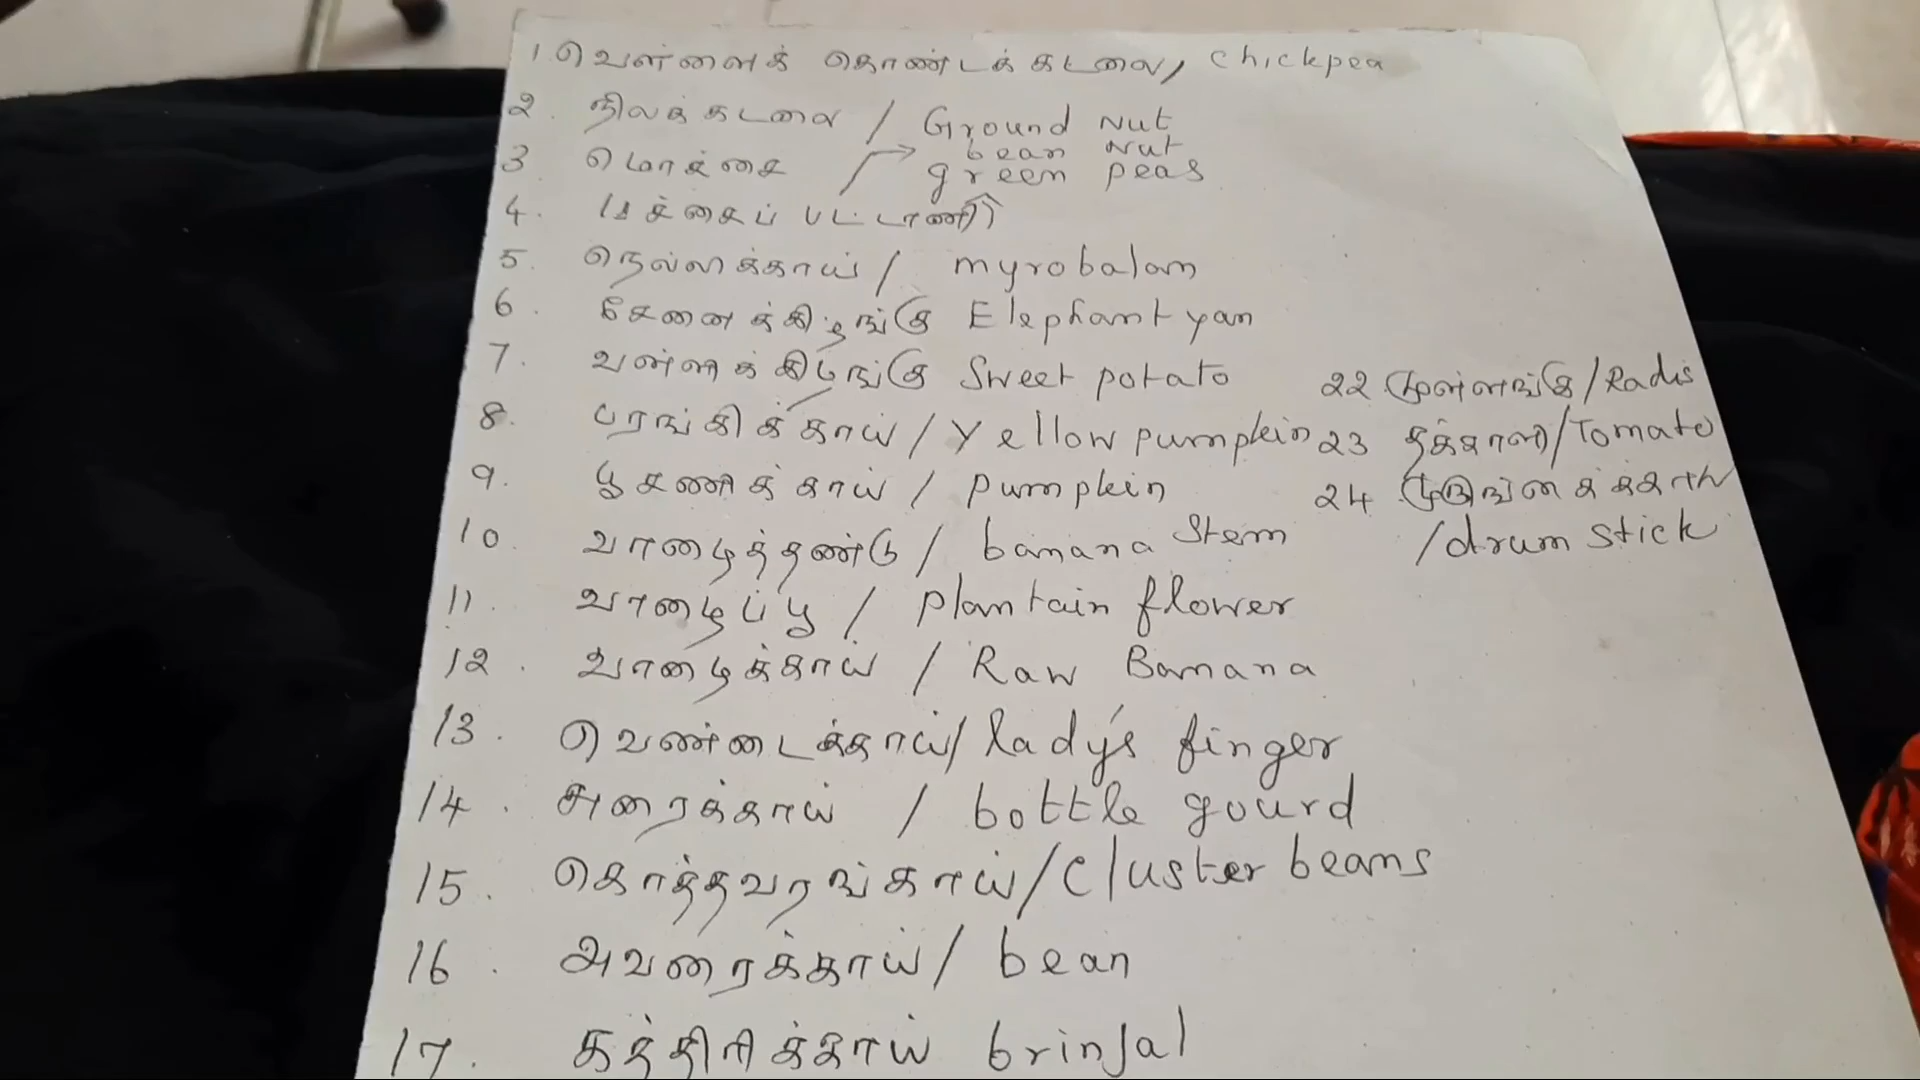 1. வெள்ளைக் கொண்டக்கடலை, Chickpea
2. நிலக்கடலை / Ground Nut
3 மொச்சை / → bean Nut
green peas
4. பச்சைப் பட்டாணி
5. நெல்லிக்காய் / myrobalam
6. சேனைக்கிழங்கு Elephant yan
7. வள்ளிக்கிழங்கு Sweet potato
8. பரங்கிக்காய் / Yellow pumpkin
9. பூசணிக்காய் / pumpkin
10. வாழைத்தண்டு / banana Stem
11. வாழைப்பூ / plantain flower
12. வாழைக்காய் / Raw Banana
13. வெண்டைக்காய் / Lady's finger
14. சுரைக்காய் / bottle gourd
15. கொத்தவரங்காய் / Cluster beans
16. அவரைக்காய் / bean
17. கத்திரிக்காய் brinJal
22 முள்ளங்கி / Radis
23 தக்காளி / Tomato
24 முருங்கைக்காய்
/ drum stick